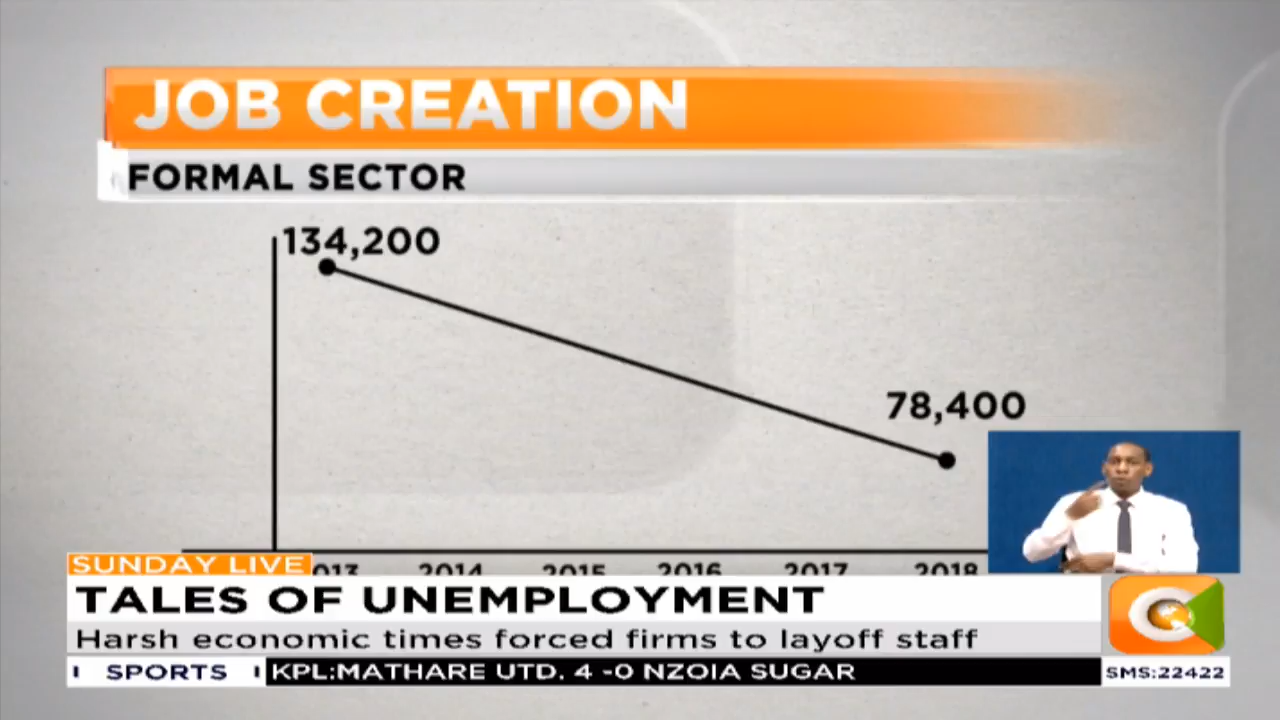 JOB CREATION
FORMAL SECTOR
134,200
78,400
2014 2015 2016 2017 2018
SUNDAY LIVE
TALES OF UNEMPLOYMENT
Harsh economic times forced firms to layoff staff
SPORTS KPL:MATHARE UTD. 4 -0 NZOIA SUGAR
SMS:22422